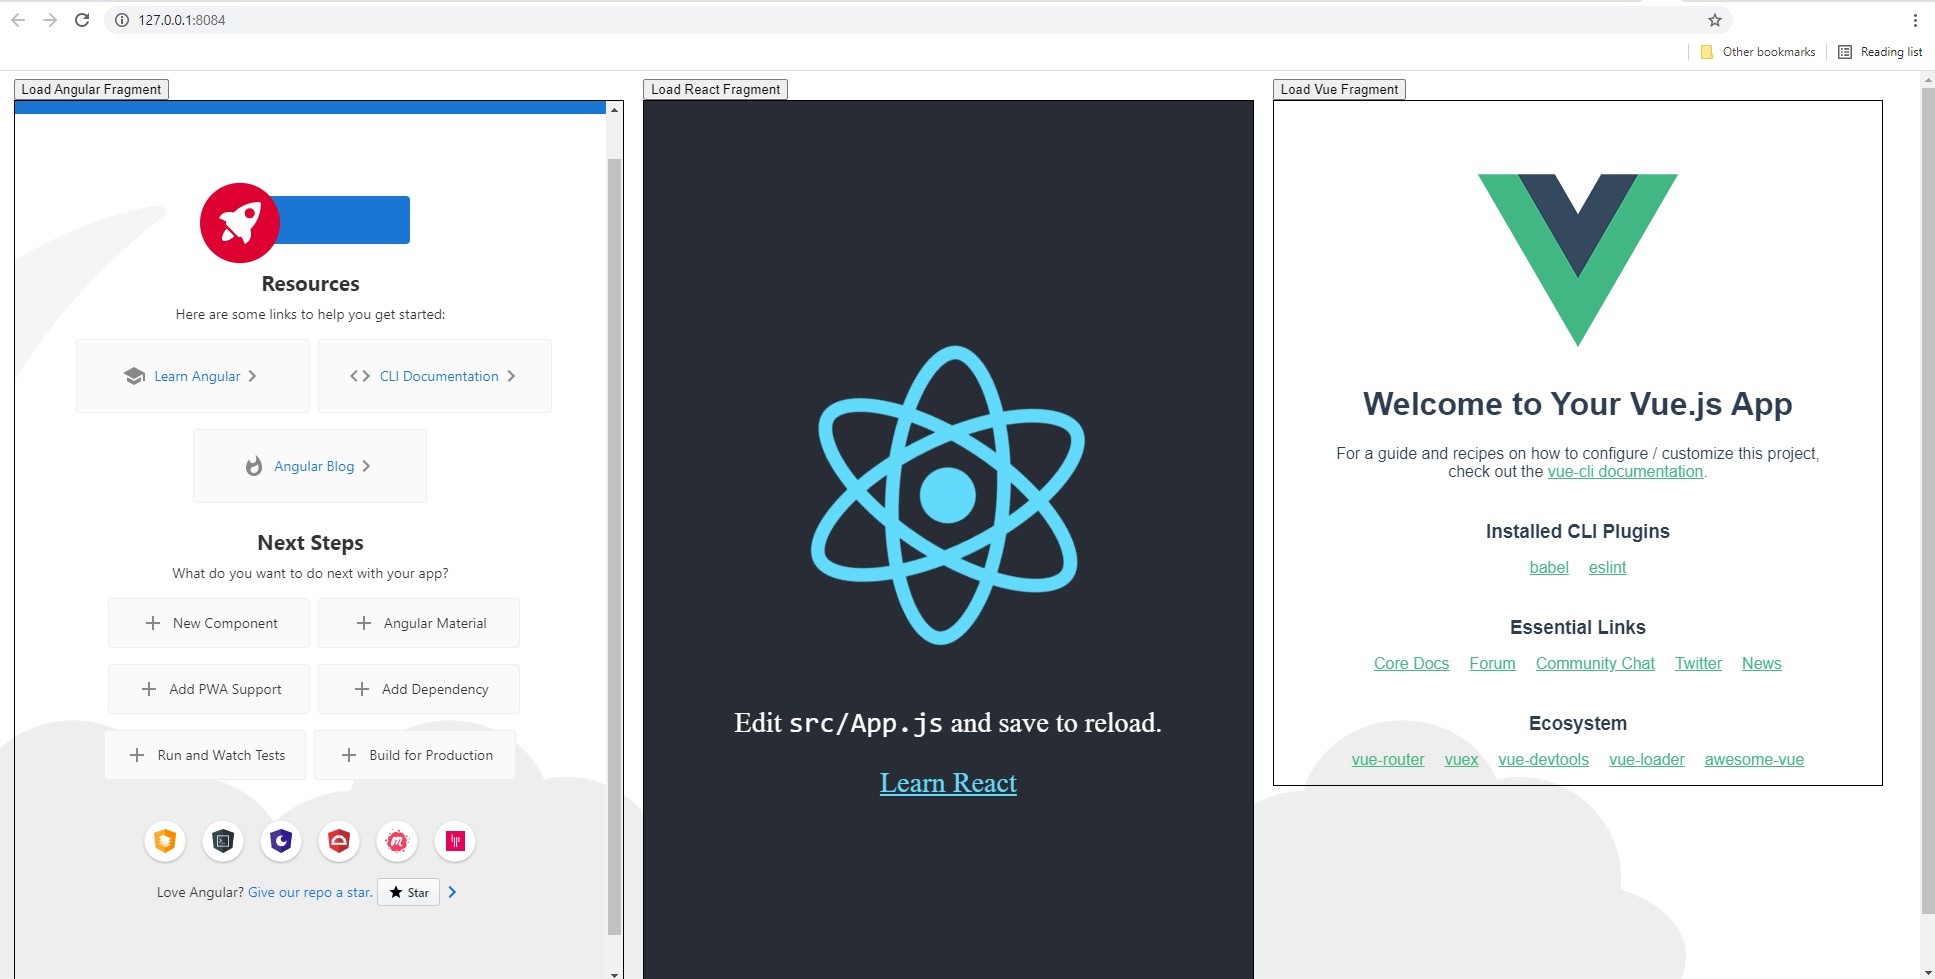 127.0.0.1:8084
Other bookmarks
Reading list
Load Angular Fragment
Resources
Here are some links to help you get started:
Learn Angular
CLI Documentation
Angular Blog
Next Steps
What do you want to do next with your app?
New Component
Angular Material
Add PWA Support
Add Dependency
Run and Watch Tests
Build for Production
Love Angular? Give our repo a star. Star
Load React Fragment
Edit src/App.js and save to reload.
Learn React
Load Vue Fragment
Welcome to Your Vue.js App
For a guide and recipes on how to configure / customize this project,
check out the vue-cli documentation.
Installed CLI Plugins
babel eslint
Essential Links
Core Docs Forum Community Chat Twitter News
Ecosystem
vue-router vuex vue-devtools vue-loader awesome-vue